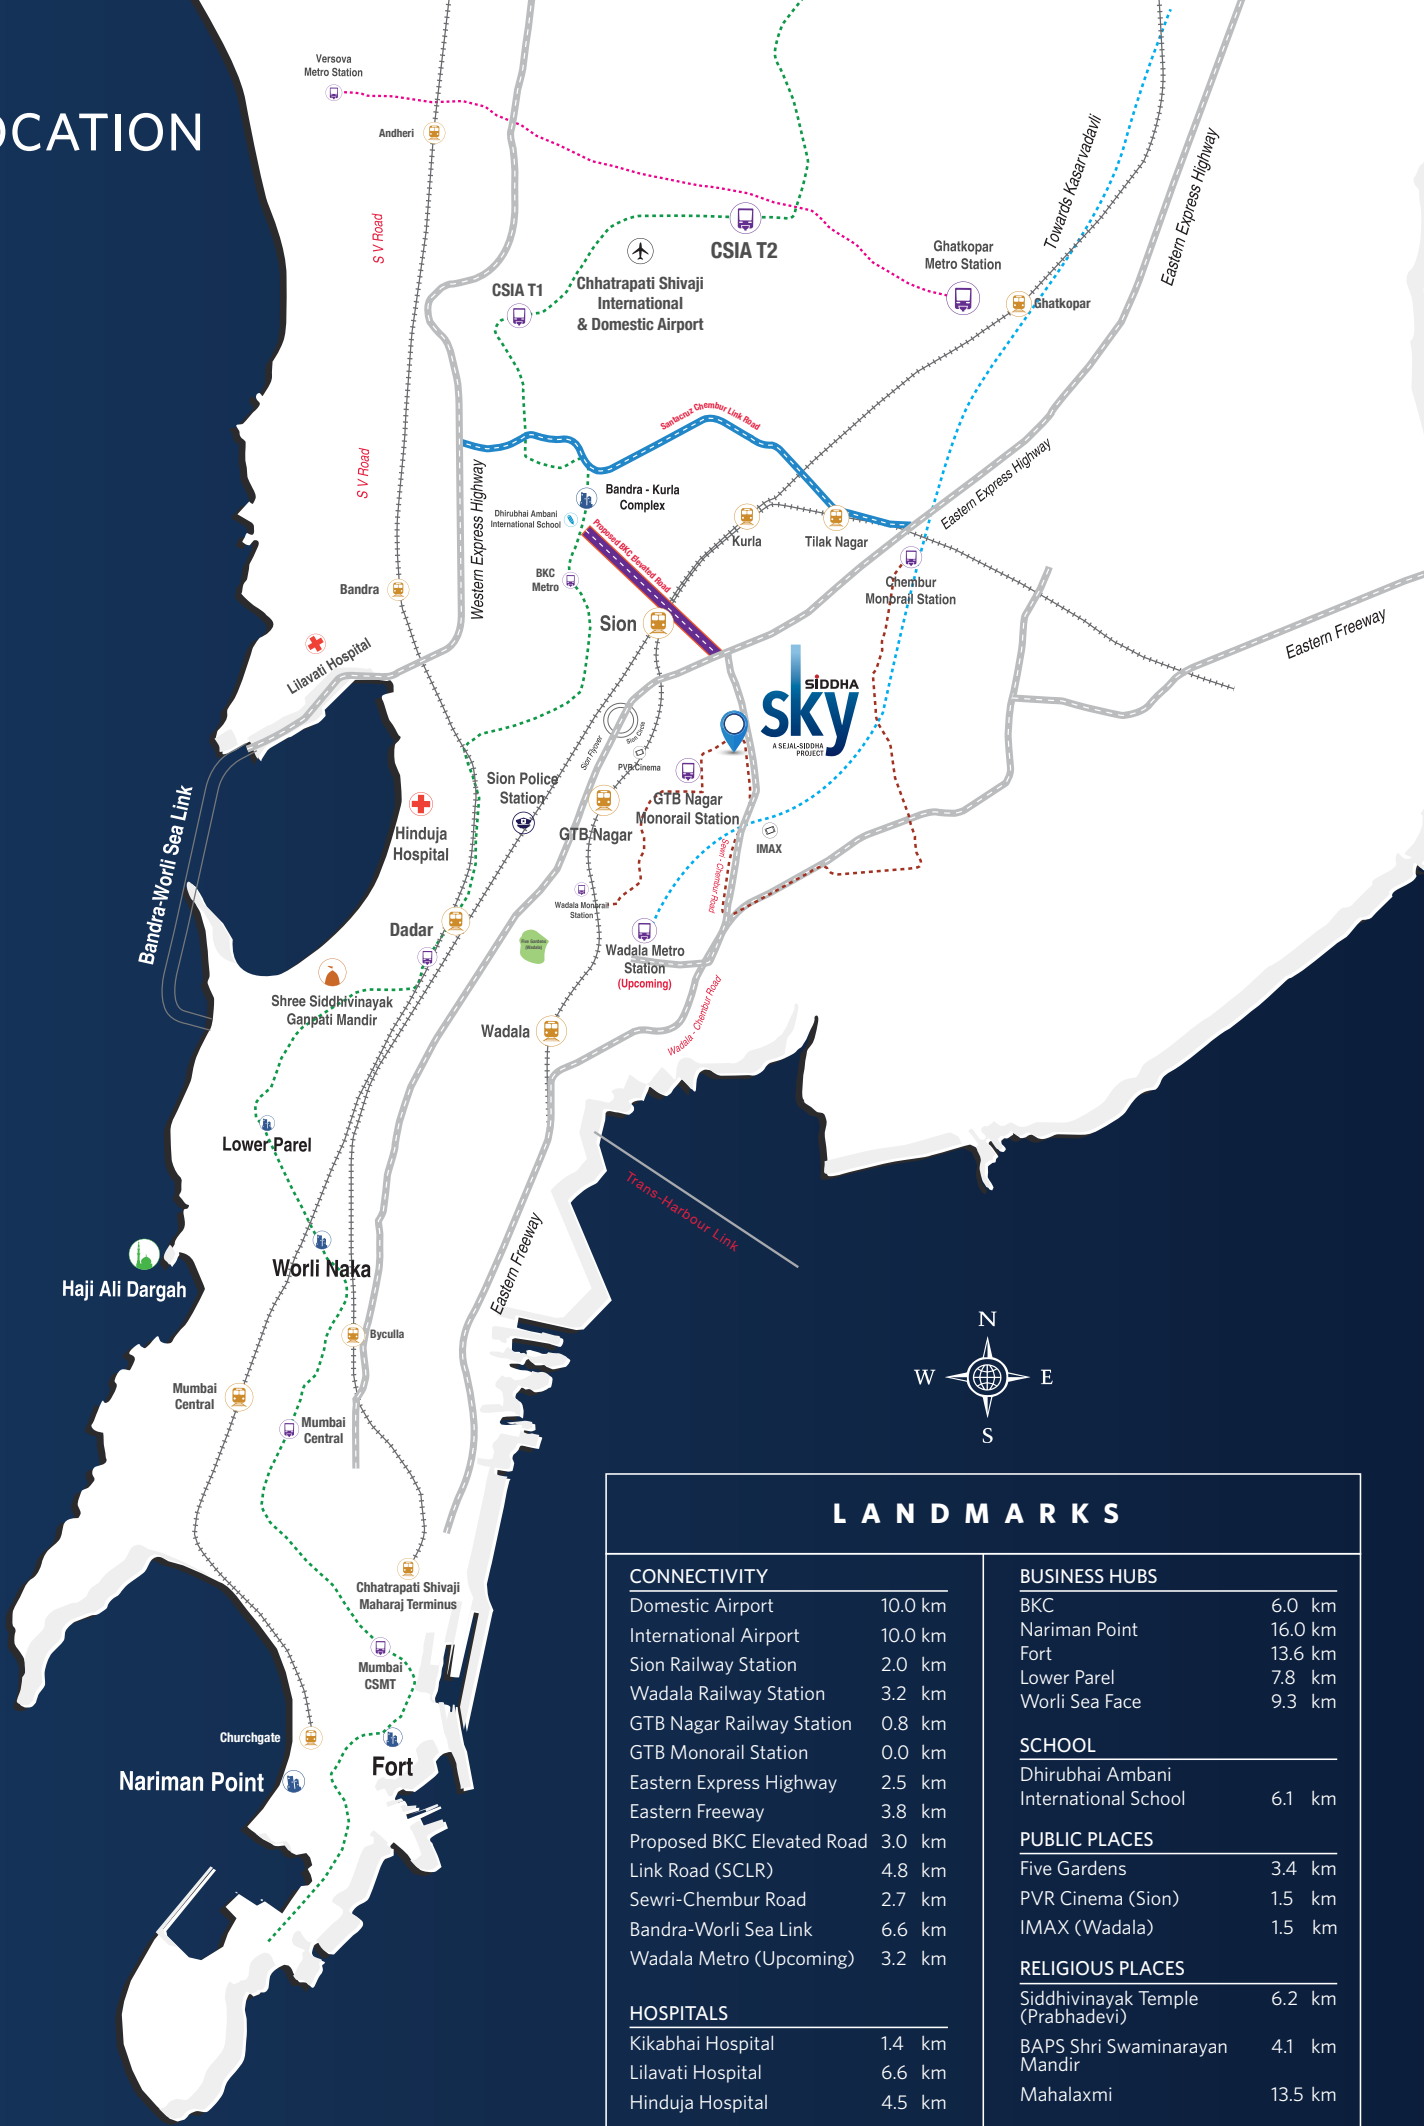 OCATION
Versova
Metro Station
Andheri
S V Road
CSIA T2
CSIA T1
Chhatrapati Shivaji
International
& Domestic Airport
Ghatkopar
Metro Station
Ghatkopar
Towards Kasarvadavli
Eastern Express Highway
Santacruz Chembur Link Road
S V Road
Western Express Highway
Bandra - Kurla
Complex
Dhirubhai Ambani
International School
Proposed BKC Elevated Road
BKC
Metro
Kurla
Tilak Nagar
Eastern Express Highway
Chembur
Monorail Station
Bandra
Sion
Eastern Freeway
Lilavati Hospital
SIDDHA
sky
A SEJAL-SIDDHA
PROJECT
Sion Flyover
Sion Circle
PVR Cinema
Sion Police
Station
GTB Nagar
Monorail Station
GTB Nagar
Hinduja
Hospital
IMAX
Sewri - Chembur Road
Bandra-Worli Sea Link
Wadala Monorail
Station
Dadar
Five Gardens
(Wadala)
Wadala Metro
Station
(Upcoming)
Shree Siddhivinayak
Ganpati Mandir
Wadala
Wadala - Chembur Road
Lower Parel
Trans-Harbour Link
Haji Ali Dargah
Worli Naka
Eastern Freeway
Byculla
Mumbai
Central
Mumbai
Central
N
W
E
S
Chhatrapati Shivaji
Maharaj Terminus
Mumbai
CSMT
Churchgate
Fort
Nariman Point
LANDMARKS
CONNECTIVITY
Domestic Airport 10.0 km
International Airport 10.0 km
Sion Railway Station 2.0 km
Wadala Railway Station 3.2 km
GTB Nagar Railway Station 0.8 km
GTB Monorail Station 0.0 km
Eastern Express Highway 2.5 km
Eastern Freeway 3.8 km
Proposed BKC Elevated Road 3.0 km
Link Road (SCLR) 4.8 km
Sewri-Chembur Road 2.7 km
Bandra-Worli Sea Link 6.6 km
Wadala Metro (Upcoming) 3.2 km
HOSPITALS
Kikabhai Hospital 1.4 km
Lilavati Hospital 6.6 km
Hinduja Hospital 4.5 km
BUSINESS HUBS
BKC 6.0 km
Nariman Point 16.0 km
Fort 13.6 km
Lower Parel 7.8 km
Worli Sea Face 9.3 km
SCHOOL
Dhirubhai Ambani
International School 6.1 km
PUBLIC PLACES
Five Gardens 3.4 km
PVR Cinema (Sion) 1.5 km
IMAX (Wadala) 1.5 km
RELIGIOUS PLACES
Siddhivinayak Temple 6.2 km
(Prabhadevi)
BAPS Shri Swaminarayan 4.1 km
Mandir
Mahalaxmi 13.5 km